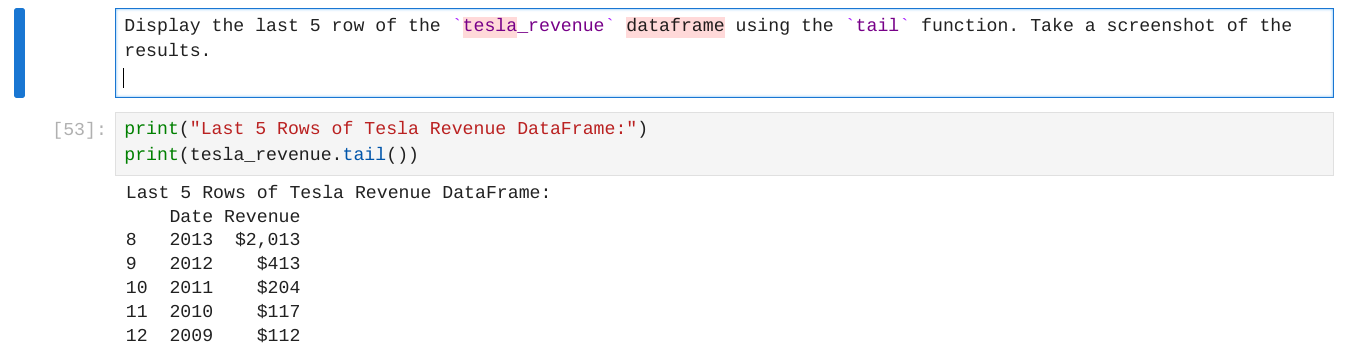 Display the last 5 row of the `tesla_revenue` dataframe using the `tail` function. Take a screenshot of the
results.
[53]:
print("Last 5 Rows of Tesla Revenue DataFrame:")
print(tesla_revenue.tail())
Last 5 Rows of Tesla Revenue DataFrame:
    Date Revenue
8   2013  $2,013
9   2012    $413
10  2011    $204
11  2010    $117
12  2009    $112